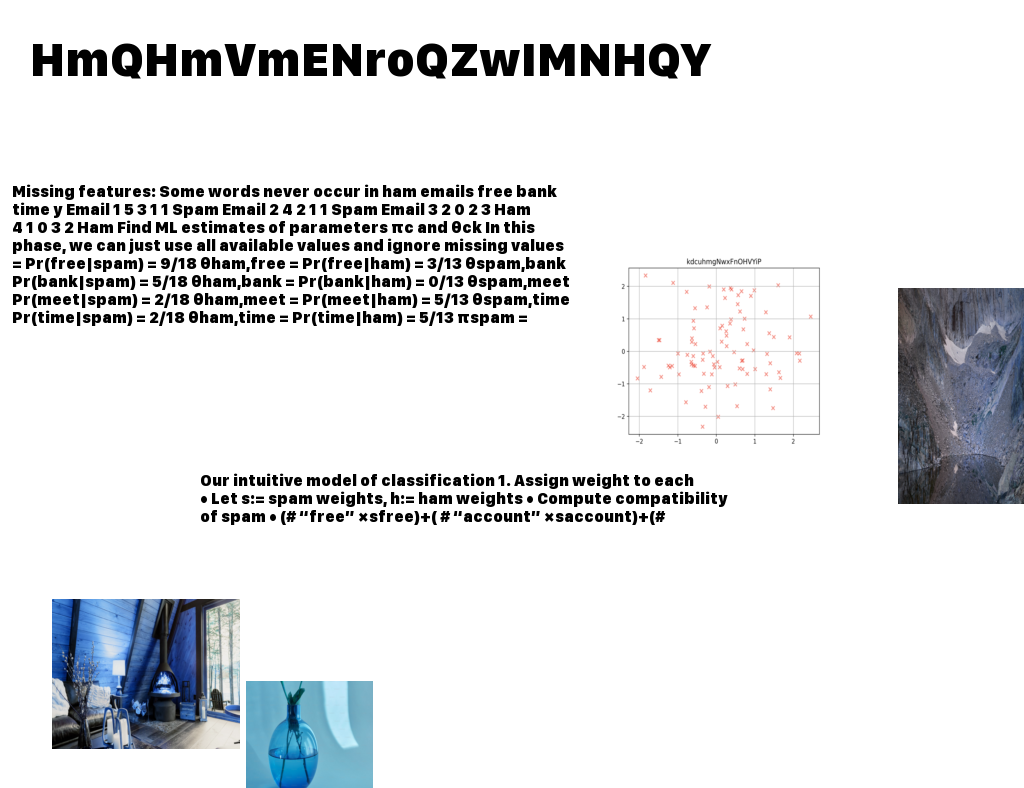 HmQHmVmENroQZwIMNHQY
Missing features: Some words never occur in ham emails free bank
time y Email 1 5 3 1 1 Spam Email 2 4 2 1 1 Spam Email 3 2 0 2 3 Ham
4 1 0 3 2 Ham Find ML estimates of parameters πc and θck In this
phase, we can just use all available values and ignore missing values
= Pr(free|spam) = 9/18 θham,free = Pr(free|ham) = 3/13 θspam,bank
Pr(bank|spam) = 5/18 θham,bank = Pr(bank|ham) = 0/13 θspam,meet
Pr(meet|spam) = 2/18 θham,meet = Pr(meet|ham) = 5/13 θspam,time
Pr(time|spam) = 2/18 θham,time = Pr(time|ham) = 5/13 πspam =
kdcuhmgNwxFnOHVYiP
2
1
0
−1
−2
−2 −1 0 1 2
Our intuitive model of classification 1. Assign weight to each
• Let s:= spam weights, h:= ham weights • Compute compatibility
of spam • (# “free” ×sfree)+( # “account” ×saccount)+(#